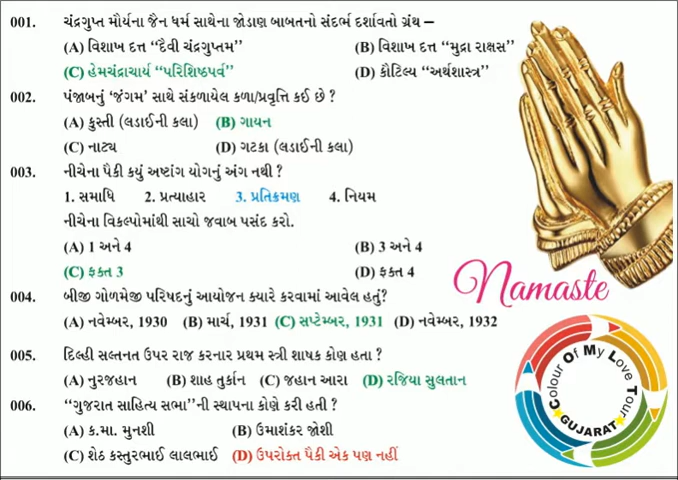 001. ચંદ્રગુપ્ત મૌર્યના જૈન ધર્મ સાથેના જોડાણ બાબતનો સંદર્ભ દર્શાવતો ગ્રંથ –
(A) વિશાખ દત્ત “દૈવી ચંદ્રગુપ્તમ” (B) વિશાખ દત્ત “મુદ્રા રાક્ષસ”
(C) હેમચંદ્રાચાર્ય “પરિશિષ્ઠપર્વ” (D) કૌટિલ્ય “અર્થશાસ્ત્ર”
002. પંજાબનું ‘જંગમ’ સાથે સંકળાયેલ કળા/પ્રવૃત્તિ કઈ છે ?
(A) કુસ્તી (લડાઈની કલા) (B) ગાયન
(C) નાટ્ય (D) ગટકા (લડાઈની કલા)
003. નીચેના પૈકી કયું અષ્ટાંગ યોગનું અંગ નથી ?
1. સમાધિ 2. પ્રત્યાહાર 3. પ્રતિક્રમણ 4. નિયમ
નીચેના વિકલ્પોમાંથી સાચો જવાબ પસંદ કરો.
(A) 1 અને 4 (B) 3 અને 4
(C) ફક્ત 3 (D) ફક્ત 4
Namaste
004. બીજી ગોળમેજી પરિષદનું આયોજન ક્યારે કરવામાં આવેલ હતું?
(A) નવેમ્બર, 1930 (B) માર્ચ, 1931 (C) સપ્ટેમ્બર, 1931 (D) નવેમ્બર, 1932
005. દિલ્હી સલ્તનત ઉપર રાજ કરનાર પ્રથમ સ્ત્રી શાષક કોણ હતા ?
(A) નુરજહાન (B) શાહ તુર્કાન (C) જહાન આરા (D) રજિયા સુલતાન
006. “ગુજરાત સાહિત્ય સભા”ની સ્થાપના કોણે કરી હતી ?
(A) ક.મા. મુનશી (B) ઉમાશંકર જોશી
(C) શેઠ કસ્તુરભાઈ લાલભાઈ (D) ઉપરોક્ત પૈકી એક પણ નહીં
Colour Of My Love Tour
GUJARAT